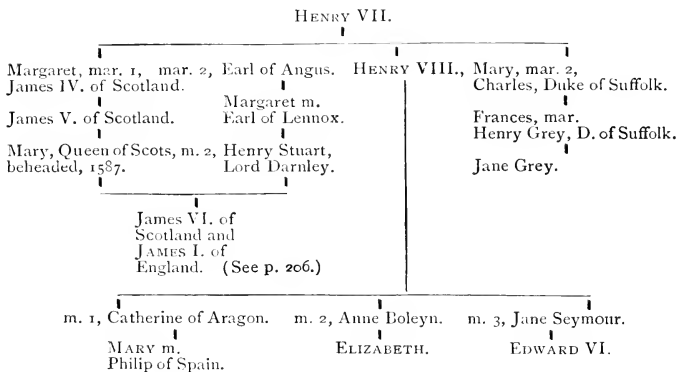 HENRY VII.
Margaret, mar. 1, mar. 2, Earl of Angus. HENRY VIII., Mary, mar. 2,
James IV. of Scotland. Charles, Duke of Suffolk.
Margaret m.
James V. of Scotland. Earl of Lennox. Frances, mar.
Henry Grey, D. of Suffolk.
Mary, Queen of Scots, m. 2, Henry Stuart,
beheaded, 1587. Lord Darnley. Jane Grey.
James VI. of
Scotland and
JAMES I. of
England. (See p. 206.)
m. 1, Catherine of Aragon. m. 2, Anne Boleyn. m. 3, Jane Seymour.
MARY m. ELIZABETH. EDWARD VI.
Philip of Spain.